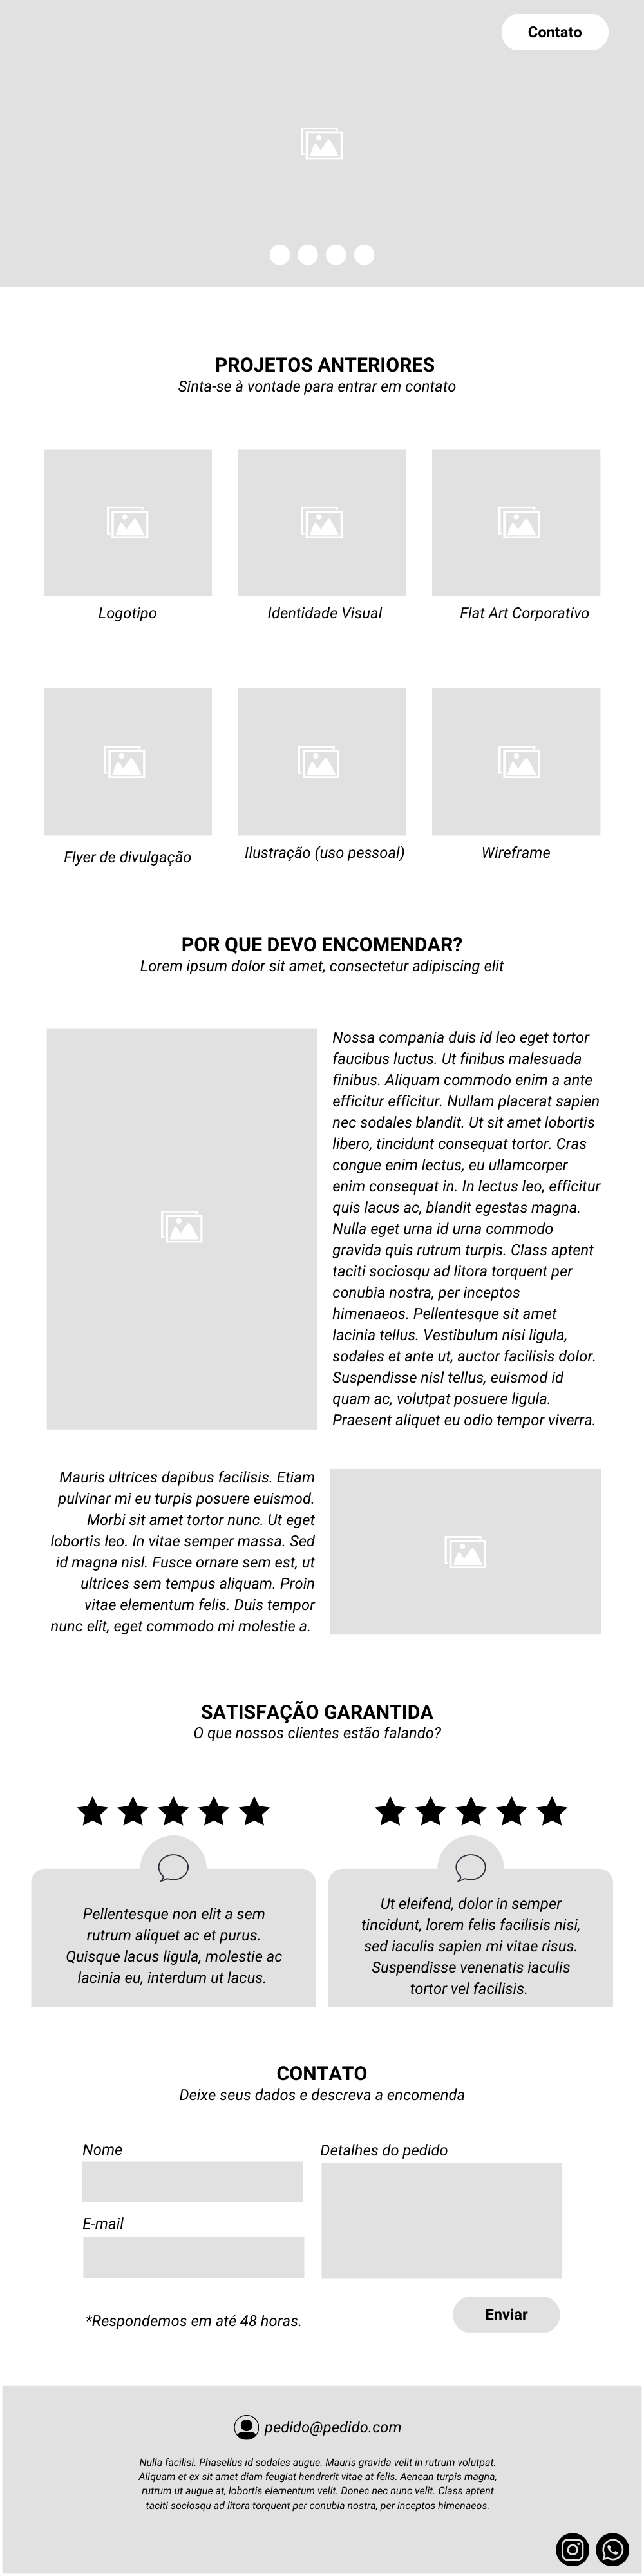 Contato
PROJETOS ANTERIORES
Sinta-se à vontade para entrar em contato
Logotipo
Identidade Visual
Flat Art Corporativo
Flyer de divulgação
Ilustração (uso pessoal)
Wireframe
POR QUE DEVO ENCOMENDAR?
Lorem ipsum dolor sit amet, consectetur adipiscing elit
Nossa compania duis id leo eget tortor
faucibus luctus. Ut finibus malesuada
finibus. Aliquam commodo enim a ante
efficitur efficitur. Nullam placerat sapien
nec sodales blandit. Ut sit amet lobortis
libero, tincidunt consequat tortor. Cras
congue enim lectus, eu ullamcorper
enim consequat in. In lectus leo, efficitur
quis lacus ac, blandit egestas magna.
Nulla eget urna id urna commodo
gravida quis rutrum turpis. Class aptent
taciti sociosqu ad litora torquent per
conubia nostra, per inceptos
himenaeos. Pellentesque sit amet
lacinia tellus. Vestibulum nisi ligula,
sodales et ante ut, auctor facilisis dolor.
Suspendisse nisl tellus, euismod id
quam ac, volutpat posuere ligula.
Praesent aliquet eu odio tempor viverra.
Mauris ultrices dapibus facilisis. Etiam
pulvinar mi eu turpis posuere euismod.
Morbi sit amet tortor nunc. Ut eget
lobortis leo. In vitae semper massa. Sed
id magna nisl. Fusce ornare sem est, ut
ultrices sem tempus aliquam. Proin
vitae elementum felis. Duis tempor
nunc elit, eget commodo mi molestie a.
SATISFAÇÃO GARANTIDA
O que nossos clientes estão falando?
Pellentesque non elit a sem
rutrum aliquet ac et purus.
Quisque lacus ligula, molestie ac
lacinia eu, interdum ut lacus.
Ut eleifend, dolor in semper
tincidunt, lorem felis facilisis nisi,
sed iaculis sapien mi vitae risus.
Suspendisse venenatis iaculis
tortor vel facilisis.
CONTATO
Deixe seus dados e descreva a encomenda
Nome
E-mail
Detalhes do pedido
*Respondemos em até 48 horas.
Enviar
pedido@pedido.com
Nulla facilisi. Phasellus id sodales augue. Mauris gravida velit in rutrum volutpat.
Aliquam et ex sit amet diam feugiat hendrerit vitae at felis. Aenean turpis magna,
rutrum ut augue at, lobortis elementum velit. Donec nec nunc velit. Class aptent
taciti sociosqu ad litora torquent per conubia nostra, per inceptos himenaeos.